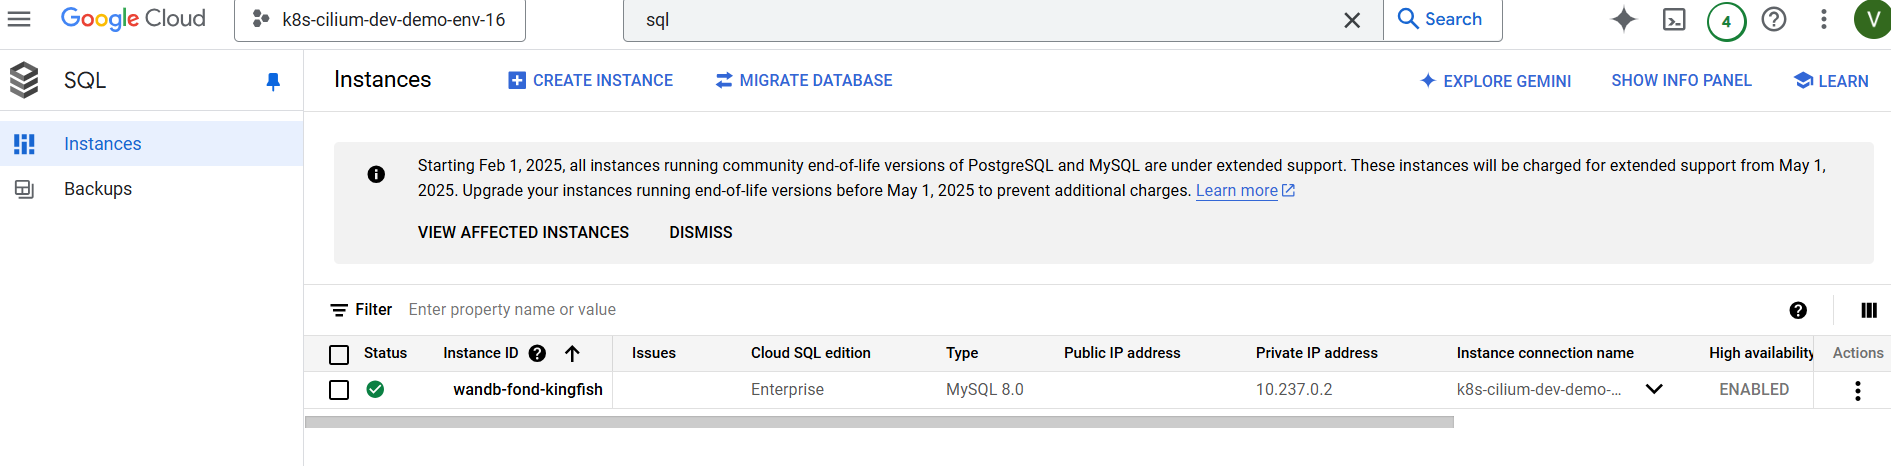 Google Cloud
k8s-cilium-dev-demo-env-16
sql
Search
4
V
SQL
Instances
CREATE INSTANCE
MIGRATE DATABASE
EXPLORE GEMINI
SHOW INFO PANEL
LEARN
Instances
Backups
Starting Feb 1, 2025, all instances running community end-of-life versions of PostgreSQL and MySQL are under extended support. These instances will be charged for extended support from May 1,
2025. Upgrade your instances running end-of-life versions before May 1, 2025 to prevent additional charges. Learn more
VIEW AFFECTED INSTANCES
DISMISS
Filter Enter property name or value
Status Instance ID Issues Cloud SQL edition Type Public IP address Private IP address Instance connection name High availability Actions
wandb-fond-kingfish Enterprise MySQL 8.0 10.237.0.2 k8s-cilium-dev-demo-... ENABLED